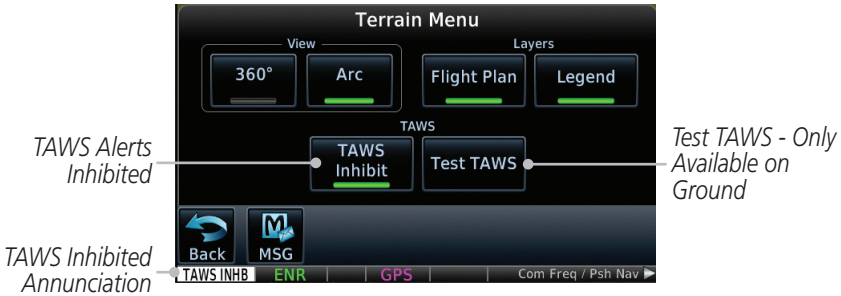 Terrain Menu
View
Layers
360°
Arc
Flight Plan
Legend
TAWS
TAWS Alerts
Inhibited
TAWS
Inhibit
Test TAWS
Test TAWS - Only
Available on
Ground
Back
MSG
TAWS Inhibited
Annunciation
TAWS INHB
ENR
GPS
Com Freq / Psh Nav